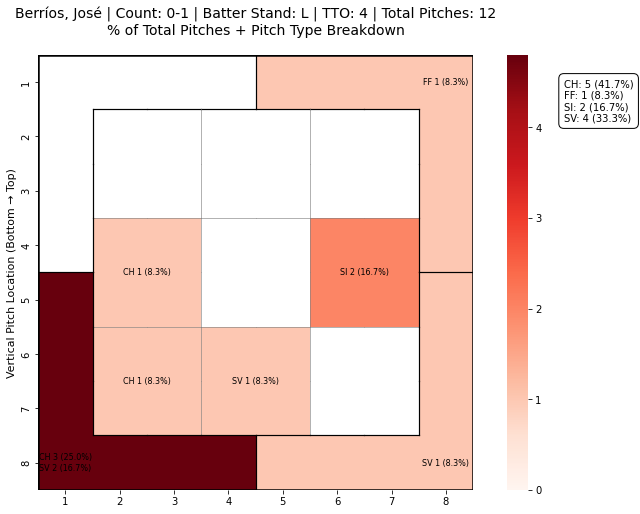 Berríos, José | Count: 0-1 | Batter Stand: L | TTO: 4 | Total Pitches: 12
% of Total Pitches + Pitch Type Breakdown
Vertical Pitch Location (Bottom → Top)
1
2
3
4
5
6
7
8
FF 1 (8.3%)
CH 1 (8.3%)
SI 2 (16.7%)
CH 1 (8.3%)
SV 1 (8.3%)
CH 3 (25.0%)
SV 2 (16.7%)
SV 1 (8.3%)
1
2
3
4
5
6
7
8
4
3
2
1
0
CH: 5 (41.7%)
FF: 1 (8.3%)
SI: 2 (16.7%)
SV: 4 (33.3%)